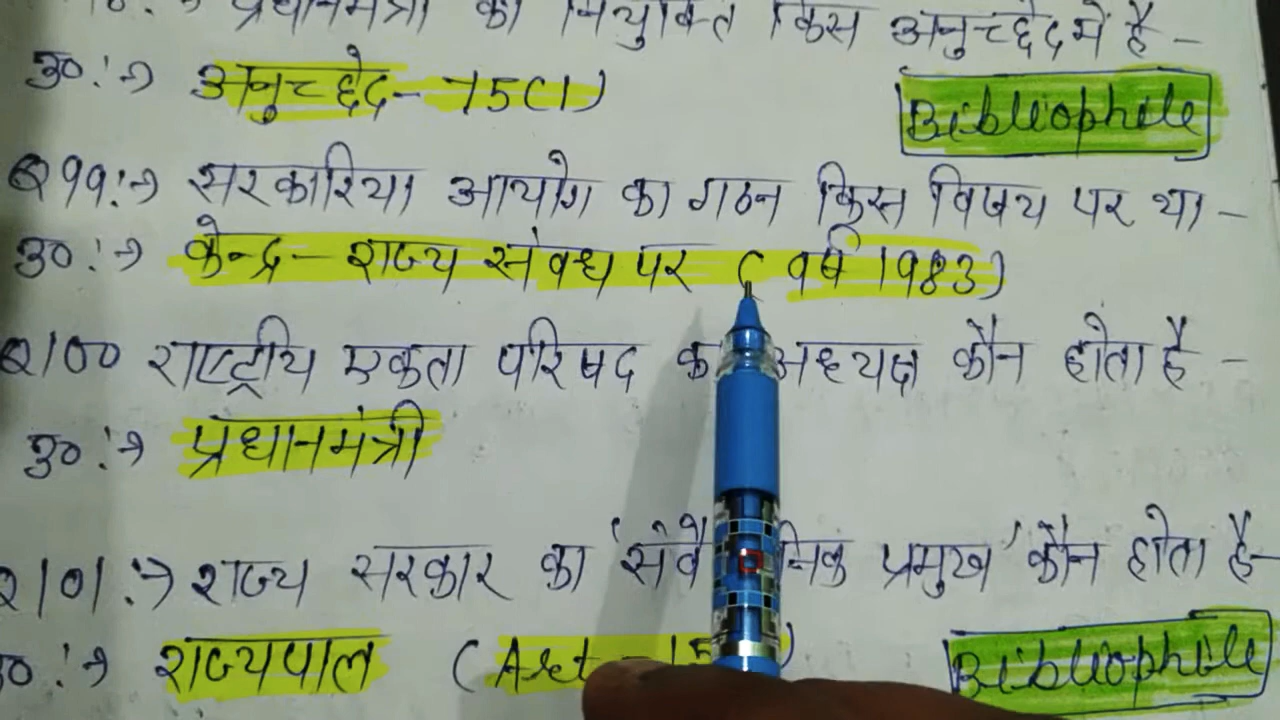 प्रधानमंत्री की नियुक्ति किस अनुच्छेद में है –
उ०:→ अनुच्छेद – 75(1)
Bibliophile
Q99:→ सरकारिया आयोग का गठन किस विषय पर था –
उ०:→ केन्द्र – राज्य संबंध पर ( वर्ष 1983)
Q100 राष्ट्रीय एकता परिषद का अध्यक्ष कौन होता है –
उ०:→ प्रधानमंत्री
Q101:→ राज्य सरकार का 'संवै निक प्रमुख' कौन होता है –
उ०:→ राज्यपाल (Art – 15 )
Bibliophile